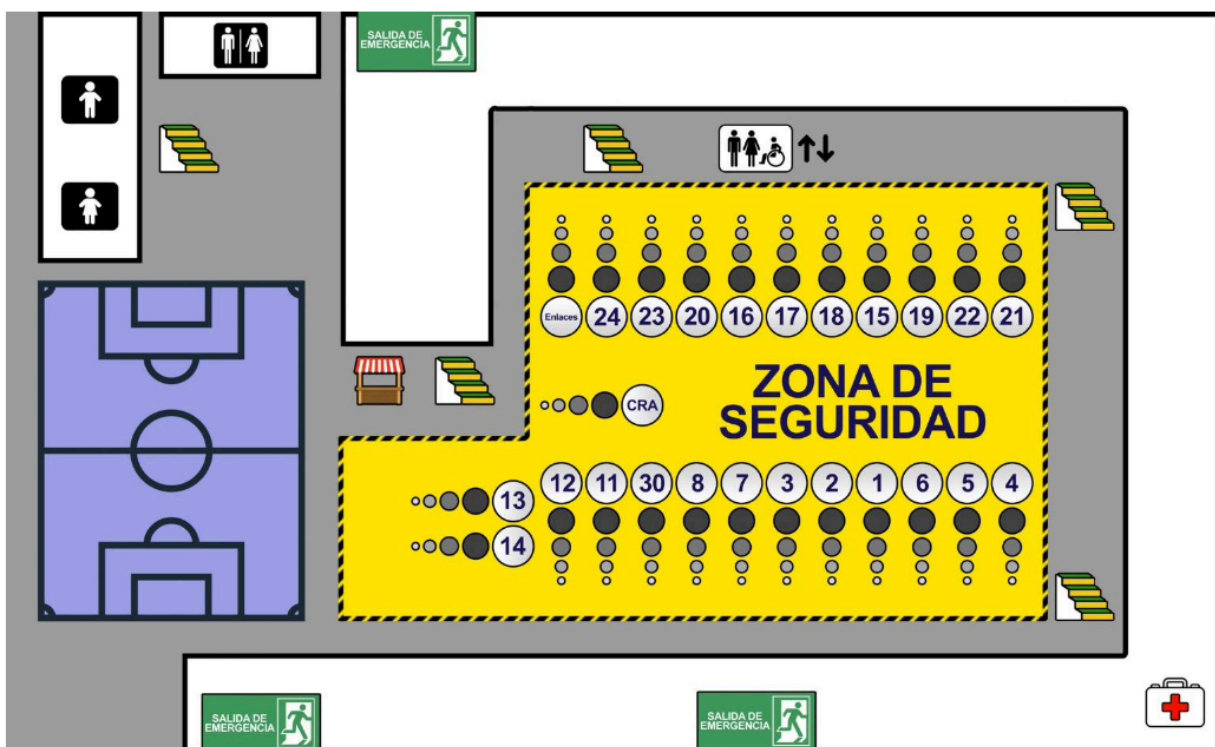 SALIDA DE
EMERGENCIA
Enlaces 24 23 20 16 17 18 15 19 22 21
ZONA DE
SEGURIDAD
CRA
12 11 30 8 7 3 2 1 6 5 4
13
14
SALIDA DE
EMERGENCIA
SALIDA DE
EMERGENCIA